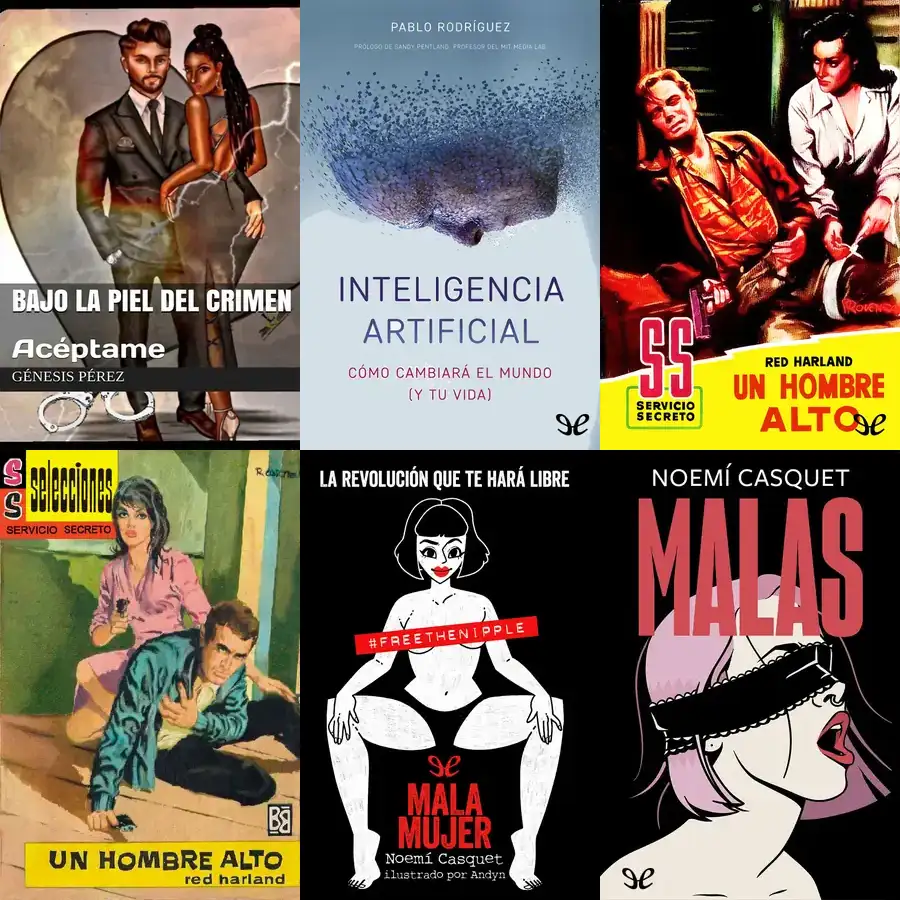 BAJO LA PIEL DEL CRIMEN
Acéptame
GÉNESIS PÉREZ
PABLO RODRÍGUEZ
PRÓLOGO DE SANDY PENTLAND PROFESOR DEL MIT MEDIA LAB
INTELIGENCIA
ARTIFICIAL
CÓMO CAMBIARÁ EL MUNDO
(Y TU VIDA)
PROVENSAL
SS
SERVICIO
SECRETO
RED HARLAND
UN HOMBRE
ALTO
SS
selecciones
SERVICIO SECRETO
BB
UN HOMBRE ALTO
red harland
LA REVOLUCIÓN QUE TE HARÁ LIBRE
#FREETHENIPPLE
MALA
MUJER
Noemí Casquet
ilustrado por Andyn
NOEMÍ CASQUET
MALAS